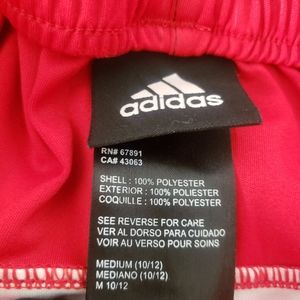 adidas
RN# 67891
CA# 43063
SHELL : 100% POLYESTER
EXTERIOR : 100% POLYESTER
COQUILLE : 100% POLYESTER
SEE REVERSE FOR CARE
VER AL DORSO PARA CUIDADO
VOIR AU VERSO POUR SOINS
MEDIUM (10/12)
MEDIANO (10/12)
M 10/12